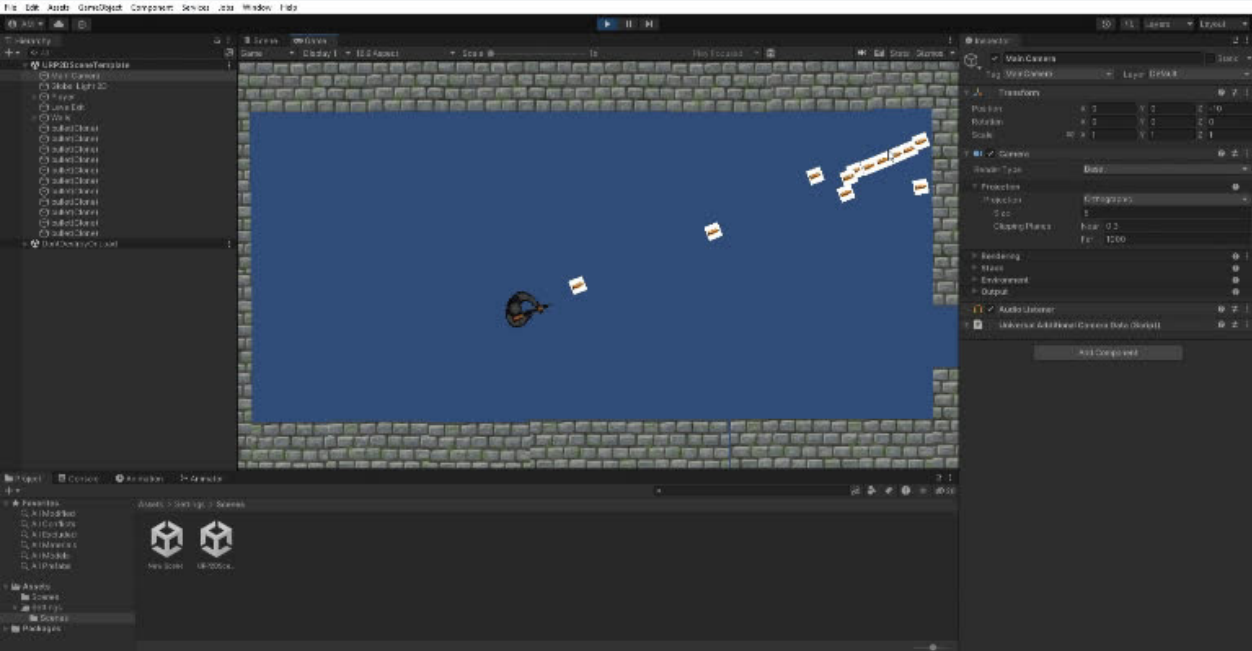 File Edit Assets GameObject Component Services Jobs Window Help
Layers Layout
Hierarchy
Scene Game
Game Display 1 16:9 Aspect Scale 1x Play Focused Stats Gizmos
URP2DSceneTemplate
Main Camera
Global Light 2D
Player
Level Exit
Walls
bullet(Clone)
bullet(Clone)
bullet(Clone)
bullet(Clone)
bullet(Clone)
bullet(Clone)
bullet(Clone)
bullet(Clone)
bullet(Clone)
bullet(Clone)
bullet(Clone)
DontDestroyOnLoad
Inspector
Main Camera Static
Tag MainCamera Layer Default
Transform
Position X 0 Y 0 Z -10
Rotation X 0 Y 0 Z 0
Scale X 1 Y 1 Z 1
Camera
Render Type Base
Projection
Projection Orthographic
Size 5
Clipping Planes Near 0.3
Far 1000
Rendering
Stack
Environment
Output
Audio Listener
Universal Additional Camera Data (Script)
Add Component
Project Console Animation Animator
Favorites
All Modified
All Conflicts
All Excluded
All Materials
All Models
All Prefabs
Assets
Scenes
Settings
Scenes
Packages
Assets > Settings > Scenes
New Scene URP2DSce...